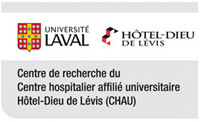 UNIVERSITÉ
LAVAL
HÔTEL-DIEU
DE LÉVIS
Centre de recherche du
Centre hospitalier affilié universitaire
Hôtel-Dieu de Lévis (CHAU)